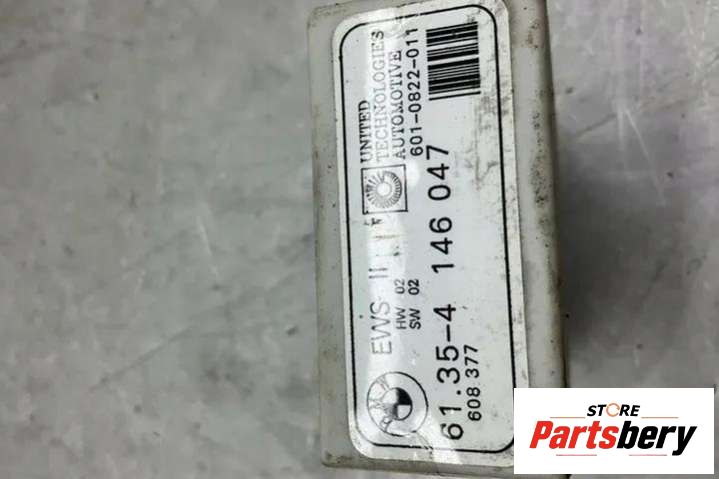 EWS II
HW 02
SW 02
UNITED
TECHNOLOGIES
AUTOMOTIVE
601-0822-011
61.35-4 146 047
608 377
STORE
Partsbery